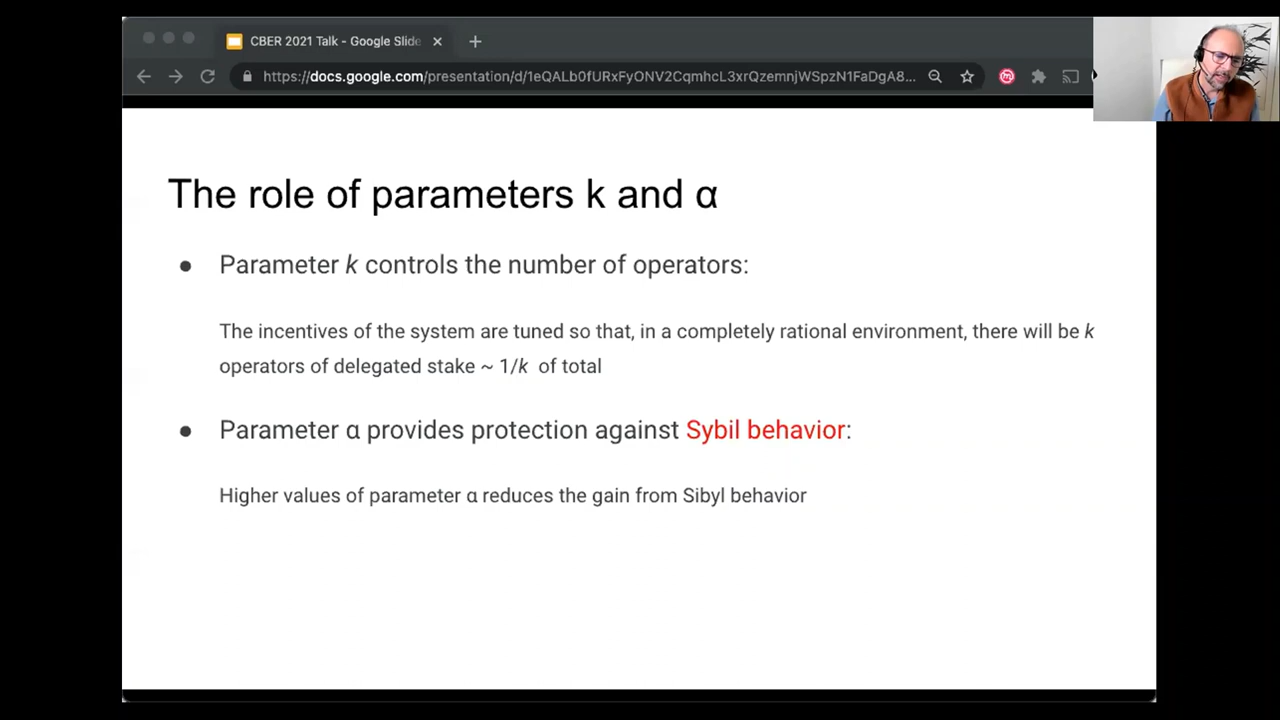 CBER 2021 Talk - Google Slide
https://docs.google.com/presentation/d/1eQALb0fURxFyONV2CqmhcL3xrQzemnjWSpzN1FaDgA8...
The role of parameters k and α
● Parameter k controls the number of operators:
The incentives of the system are tuned so that, in a completely rational environment, there will be k
operators of delegated stake ~ 1/k of total
● Parameter α provides protection against Sybil behavior:
Higher values of parameter α reduces the gain from Sibyl behavior